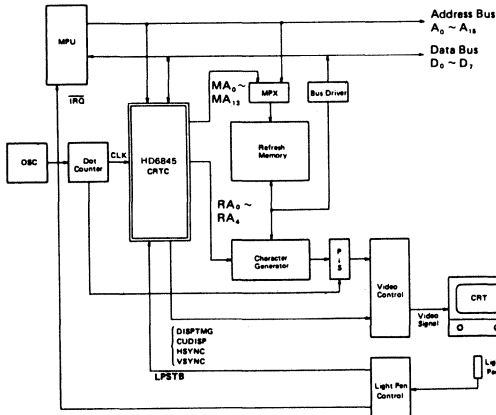 Address Bus
A₀ ~ A₁₅
MPU
Data Bus
D₀ ~ D₇
IRQ
MA₀ ~
MA₁₃
MPX
Bus Driver
OSC
Dot
Counter
CLK
HD6845
CRTC
Refresh
Memory
RA₀ ~
RA₄
Character
Generator
P
/
S
Video
Control
CRT
Video
Signal
DISPTMG
CUDISP
HSYNC
VSYNC
LPSTB
Light Pen
Control